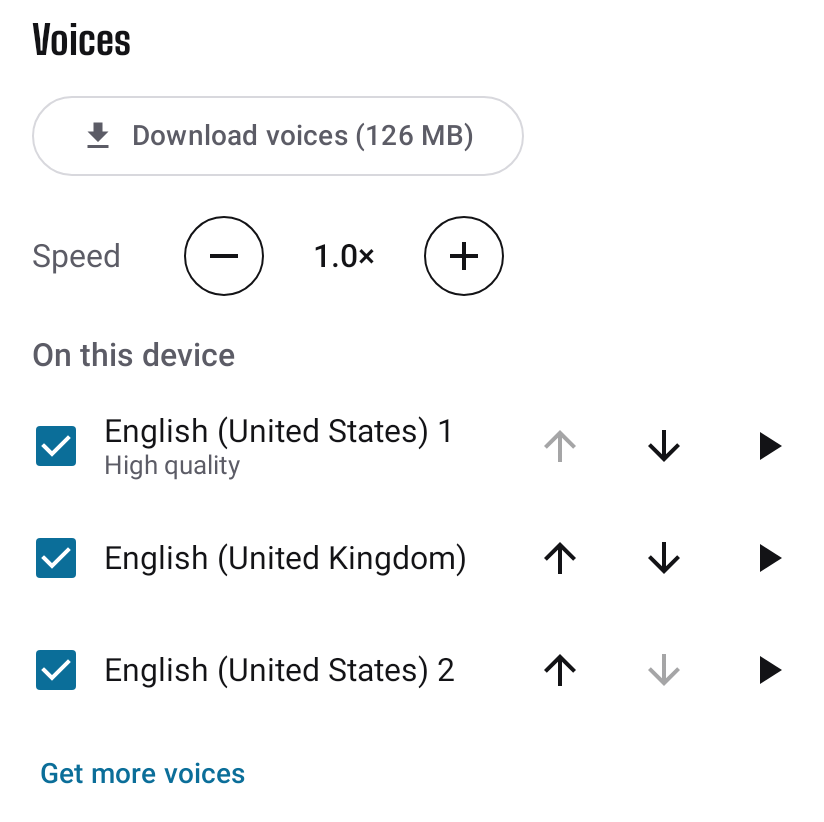 Voices
Download voices (126 MB)
Speed 1.0×
On this device
English (United States) 1
High quality
English (United Kingdom)
English (United States) 2
Get more voices